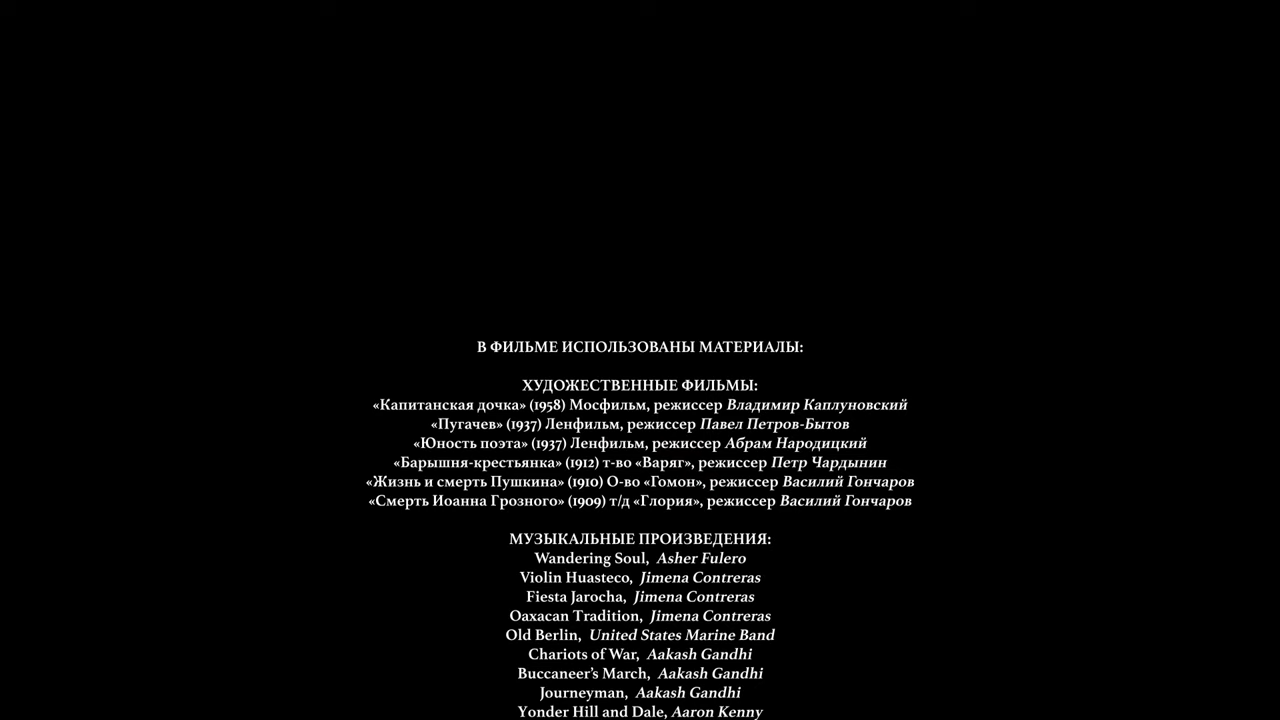 В ФИЛЬМЕ ИСПОЛЬЗОВАНЫ МАТЕРИАЛЫ:
ХУДОЖЕСТВЕННЫЕ ФИЛЬМЫ:
«Капитанская дочка» (1958) Мосфильм, режиссер Владимир Каплуновский
«Пугачев» (1937) Ленфильм, режиссер Павел Петров-Бытов
«Юность поэта» (1937) Ленфильм, режиссер Абрам Народицкий
«Барышня-крестьянка» (1912) т-во «Варяг», режиссер Петр Чардынин
«Жизнь и смерть Пушкина» (1910) О-во «Гомон», режиссер Василий Гончаров
«Смерть Иоанна Грозного» (1909) т/д «Глория», режиссер Василий Гончаров
МУЗЫКАЛЬНЫЕ ПРОИЗВЕДЕНИЯ:
Wandering Soul, Asher Fulero
Violin Huasteco, Jimena Contreras
Fiesta Jarocha, Jimena Contreras
Oaxacan Tradition, Jimena Contreras
Old Berlin, United States Marine Band
Chariots of War, Aakash Gandhi
Buccaneer's March, Aakash Gandhi
Journeyman, Aakash Gandhi
Yonder Hill and Dale, Aaron Kenny